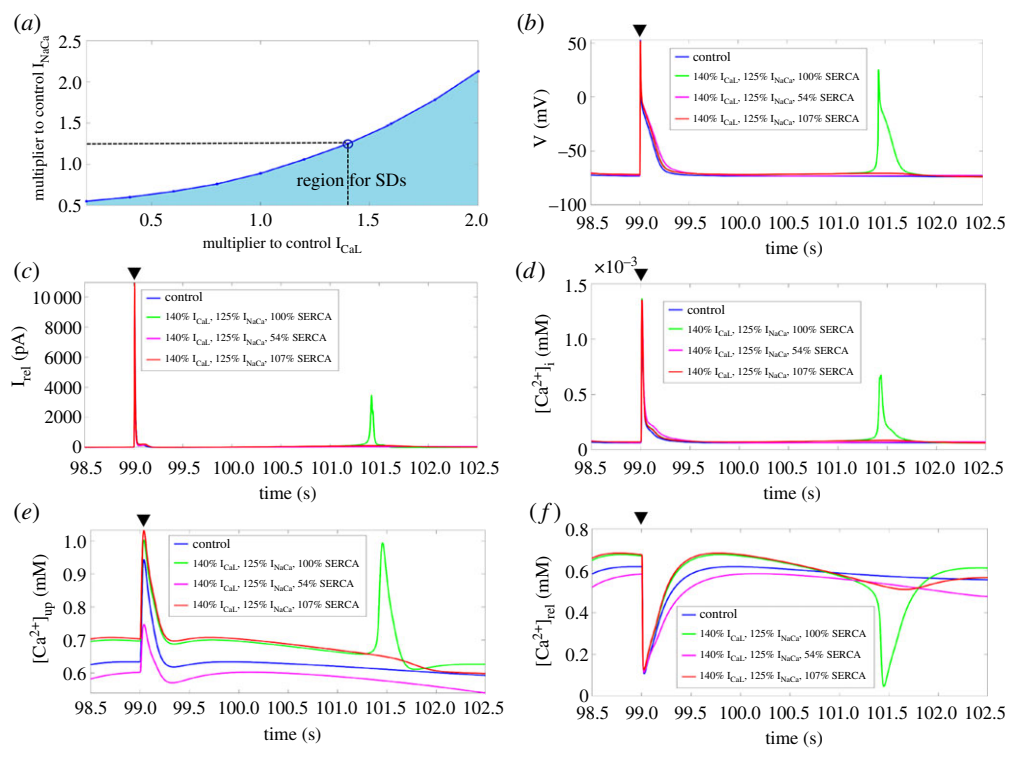 (a)
multiplier to control I_NaCa
2.5
2.0
1.5
1.0
0.5
region for SDs
0.5 1.0 1.5 2.0
multiplier to control I_CaL
(b)
V (mV)
50
0
−50
−100
control
140% I_CaL, 125% I_NaCa, 100% SERCA
140% I_CaL, 125% I_NaCa, 54% SERCA
140% I_CaL, 125% I_NaCa, 107% SERCA
98.5 99.0 99.5 100.0 100.5 101.0 101.5 102.0 102.5
time (s)
(c)
I_rel (pA)
10 000
8000
6000
4000
2000
0
control
140% I_CaL, 125% I_NaCa, 100% SERCA
140% I_CaL, 125% I_NaCa, 54% SERCA
140% I_CaL, 125% I_NaCa, 107% SERCA
98.5 99.0 99.5 100.0 100.5 101.0 101.5 102.0 102.5
time (s)
(d)
×10⁻³
[Ca²⁺]_i (mM)
1.5
1.0
0.5
0
control
140% I_CaL, 125% I_NaCa, 100% SERCA
140% I_CaL, 125% I_NaCa, 54% SERCA
140% I_CaL, 125% I_NaCa, 107% SERCA
98.5 99.0 99.5 100.0 100.5 101.0 101.5 102.0 102.5
time (s)
(e)
[Ca²⁺]_up (mM)
1.0
0.9
0.8
0.7
0.6
control
140% I_CaL, 125% I_NaCa, 100% SERCA
140% I_CaL, 125% I_NaCa, 54% SERCA
140% I_CaL, 125% I_NaCa, 107% SERCA
98.5 99.0 99.5 100.0 100.5 101.0 101.5 102.0 102.5
time (s)
(f)
[Ca²⁺]_rel (mM)
0.8
0.6
0.4
0.2
0
control
140% I_CaL, 125% I_NaCa, 100% SERCA
140% I_CaL, 125% I_NaCa, 54% SERCA
140% I_CaL, 125% I_NaCa, 107% SERCA
98.5 99.0 99.5 100.0 100.5 101.0 101.5 102.0 102.5
time (s)